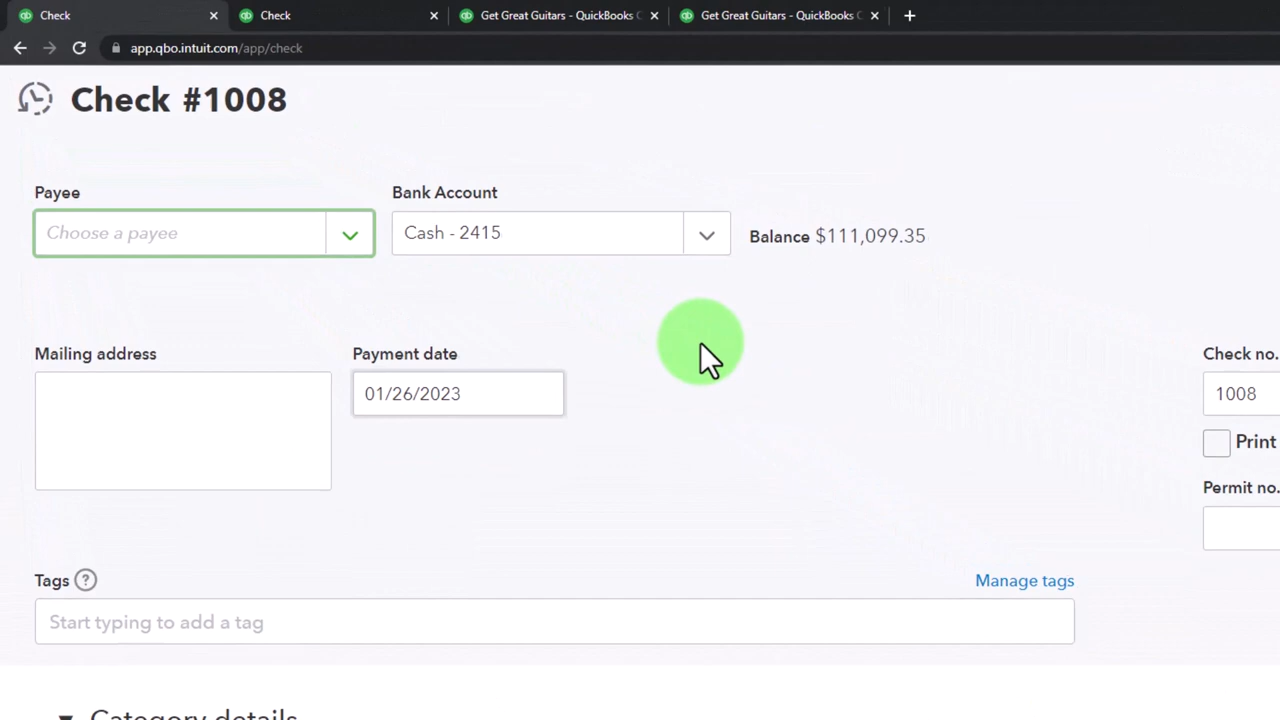 Check
Check
Get Great Guitars - QuickBooks
Get Great Guitars - QuickBooks
app.qbo.intuit.com/app/check
Check #1008
Payee
Bank Account
Choose a payee
Cash - 2415
Balance $111,099.35
Mailing address
Payment date
Check no.
01/26/2023
1008
Print
Permit no.
Tags ?
Manage tags
Start typing to add a tag
Category details